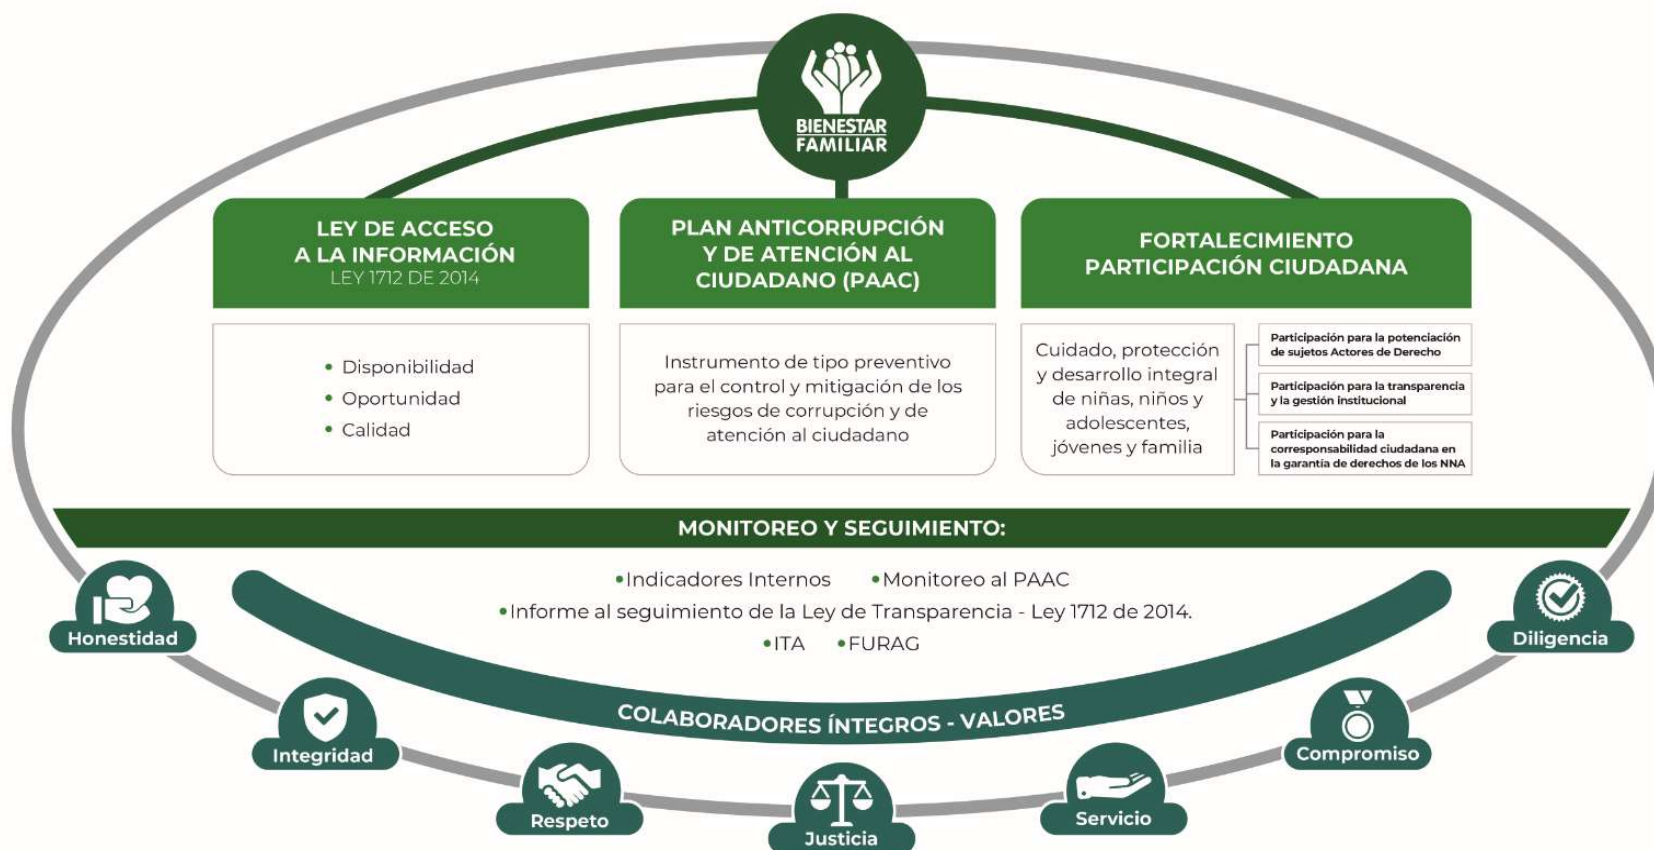 BIENESTAR
FAMILIAR
LEY DE ACCESO
A LA INFORMACIÓN
LEY 1712 DE 2014
• Disponibilidad
• Oportunidad
• Calidad
PLAN ANTICORRUPCIÓN
Y DE ATENCIÓN AL
CIUDADANO (PAAC)
Instrumento de tipo preventivo
para el control y mitigación de los
riesgos de corrupción y de
atención al ciudadano
FORTALECIMIENTO
PARTICIPACIÓN CIUDADANA
Cuidado, protección
y desarrollo integral
de niñas, niños y
adolescentes,
jóvenes y familia
Participación para la potenciación
de sujetos Actores de Derecho
Participación para la transparencia
y la gestión institucional
Participación para la
corresponsabilidad ciudadana en
la garantía de derechos de los NNA
MONITOREO Y SEGUIMIENTO:
•Indicadores Internos •Monitoreo al PAAC
•Informe al seguimiento de la Ley de Transparencia - Ley 1712 de 2014.
•ITA •FURAG
COLABORADORES ÍNTEGROS - VALORES
Honestidad
Integridad
Respeto
Justicia
Servicio
Compromiso
Diligencia